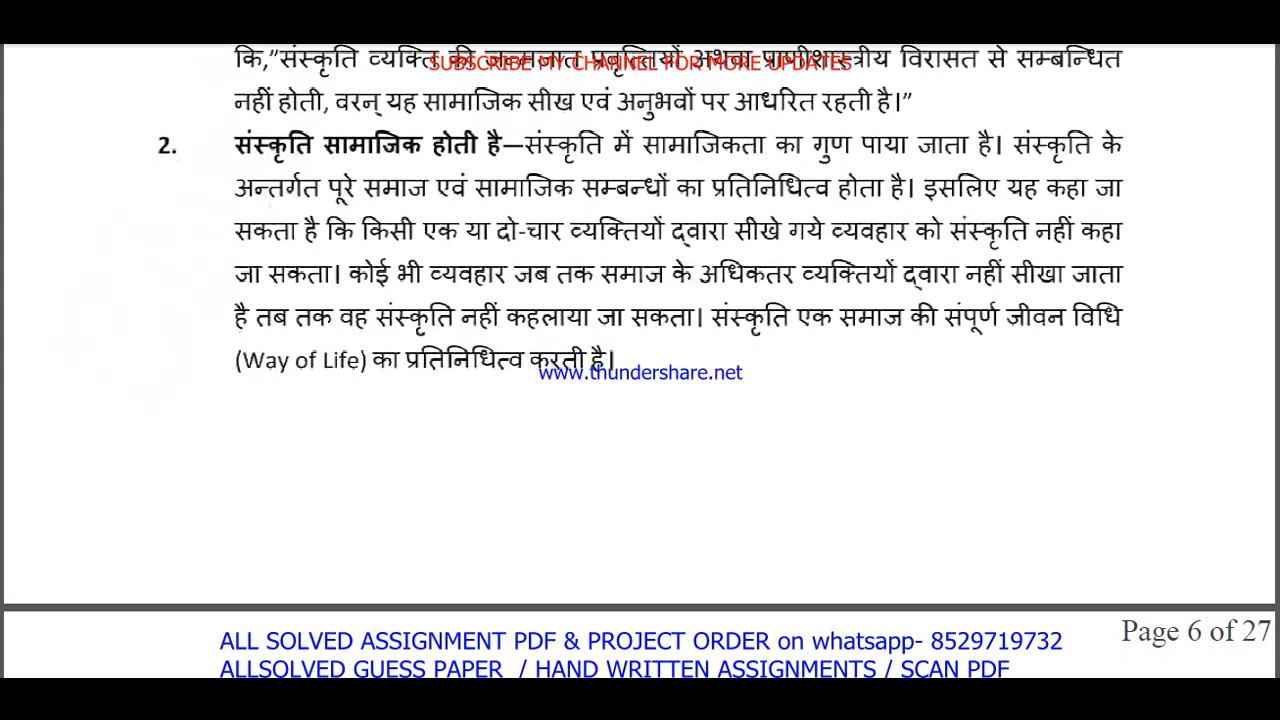 कि,”संस्कृति व्यक्ति की जन्मजात प्रवृत्तियों अथवा प्राणीशास्त्रीय विरासत से सम्बन्धित
SUBSCRIBE MY CHANNEL FOR MORE UPDATES
नहीं होती, वरन् यह सामाजिक सीख एवं अनुभवों पर आधरित रहती है।”
2. संस्कृति सामाजिक होती है—संस्कृति में सामाजिकता का गुण पाया जाता है। संस्कृति के
अन्तर्गत पूरे समाज एवं सामाजिक सम्बन्धों का प्रतिनिधित्व होता है। इसलिए यह कहा जा
सकता है कि किसी एक या दो-चार व्यक्तियों द्वारा सीखे गये व्यवहार को संस्कृति नहीं कहा
जा सकता। कोई भी व्यवहार जब तक समाज के अधिकतर व्यक्तियों द्वारा नहीं सीखा जाता
है तब तक वह संस्कृति नहीं कहलाया जा सकता। संस्कृति एक समाज की संपूर्ण जीवन विधि
(Way of Life) का प्रतिनिधित्व करती है।
www.thundershare.net
ALL SOLVED ASSIGNMENT PDF & PROJECT ORDER on whatsapp- 8529719732
Page 6 of 27
ALLSOLVED GUESS PAPER / HAND WRITTEN ASSIGNMENTS / SCAN PDF